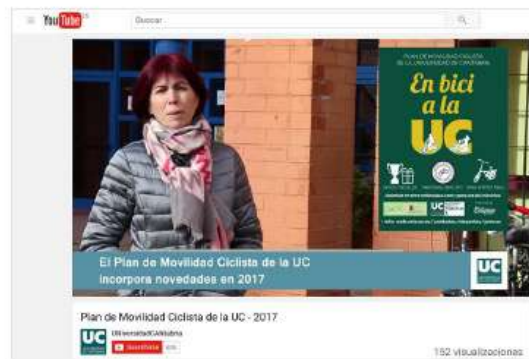 YouTube ES
Buscar
PLAN DE MOVILIDAD CICLISTA
DE LA UNIVERSIDAD DE CANTABRIA
En bici
a la
UC
El Plan de Movilidad Ciclista de la UC
incorpora novedades en 2017
UC
Plan de Movilidad Ciclista de la UC - 2017
UC
UNiversidadCANtabria
Suscribirse
152 visualizaciones